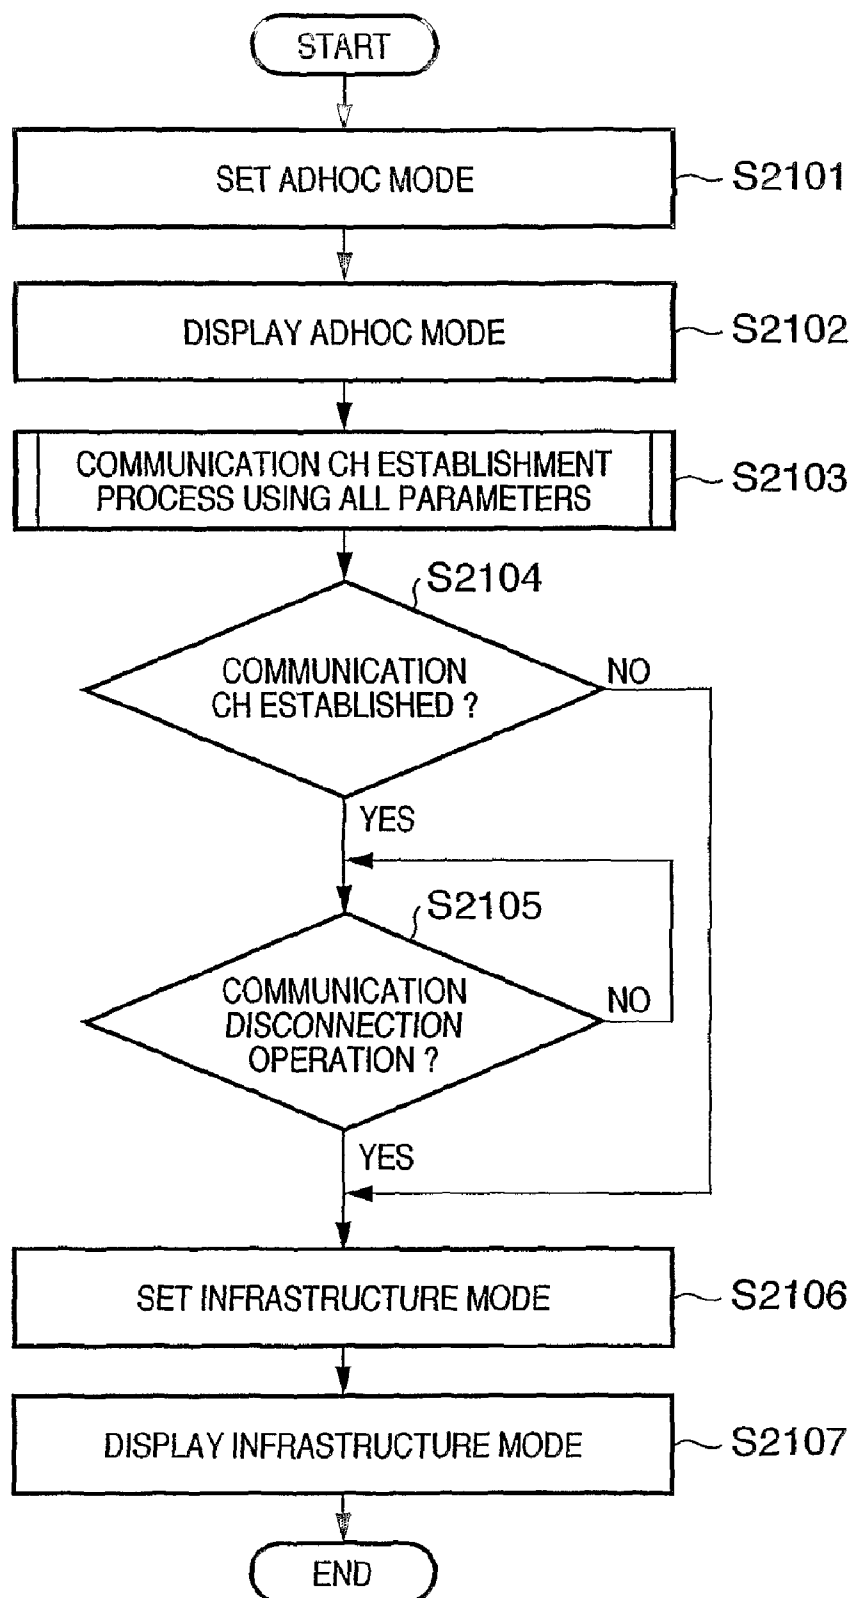 START
SET ADHOC MODE
S2101
DISPLAY ADHOC MODE
S2102
COMMUNICATION CH ESTABLISHMENT
PROCESS USING ALL PARAMETERS
S2103
S2104
COMMUNICATION
CH ESTABLISHED ?
NO
YES
S2105
COMMUNICATION
DISCONNECTION
OPERATION ?
NO
YES
SET INFRASTRUCTURE MODE
S2106
DISPLAY INFRASTRUCTURE MODE
S2107
END